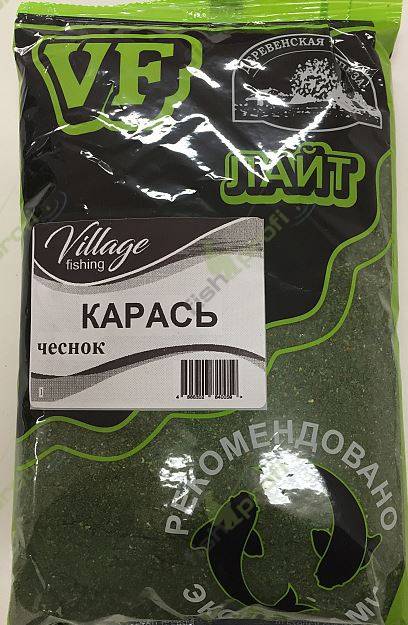 VF
ДЕРЕВЕНСКАЯ
ЛАЙТ
Village
fishing
КАРАСЬ
чеснок
РЕКОМЕНДОВАНО